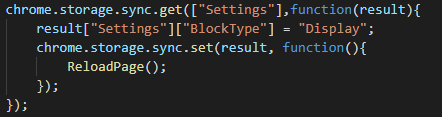 chrome.storage.sync.get(["Settings"],function(result){
    result["Settings"]["BlockType"] = "Display";
    chrome.storage.sync.set(result, function(){
        ReloadPage();
    });
});